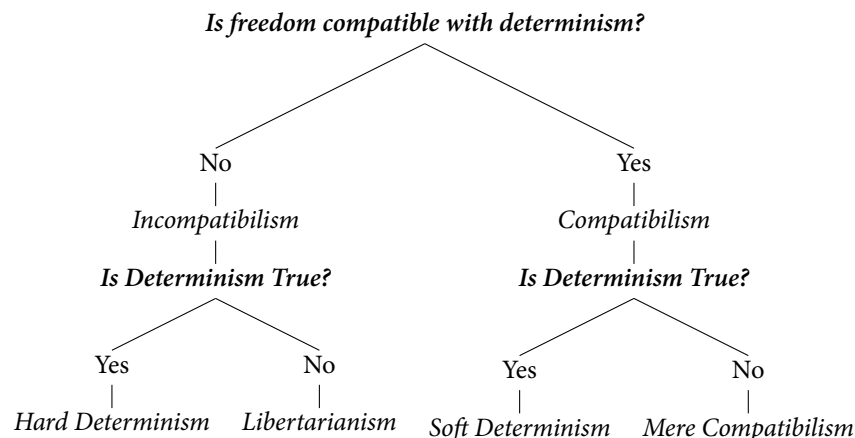 Is freedom compatible with determinism?
No Yes
Incompatibilism Compatibilism
Is Determinism True? Is Determinism True?
Yes No Yes No
Hard Determinism Libertarianism Soft Determinism Mere Compatibilism